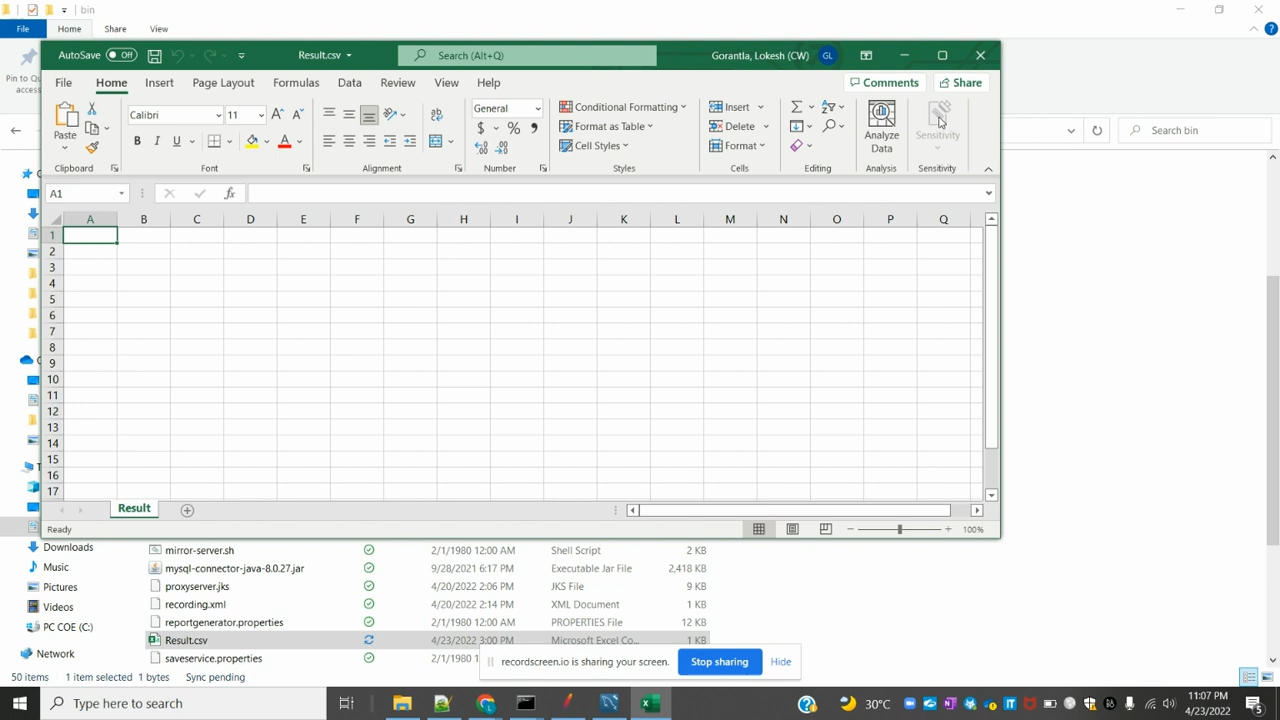 bin
File Home Share View
AutoSave Off Result.csv Search (Alt+Q) Gorantla, Lokesh (CW) GL
File Home Insert Page Layout Formulas Data Review View Help Comments Share
Pin to Qu
access
Paste Calibri 11 General Conditional Formatting Format as Table Cell Styles Insert Delete Format Analyze Data Sensitivity
Clipboard Font Alignment Number Styles Cells Editing Analysis Sensitivity
Search bin
A1 fx
A B C D E F G H I J K L M N O P Q
1
2
3
4
5
6
7
8
9
10
11
12
13
14
15
16
17
Result
Ready 100%
mirror-server.sh 2/1/1980 12:00 AM Shell Script 2 KB
Downloads
mysql-connector-java-8.0.27.jar 9/28/2021 6:17 PM Executable Jar File 2,418 KB
Music
proxyserver.jks 4/20/2022 2:06 PM JKS File 9 KB
Pictures
recording.xml 4/20/2022 2:14 PM XML Document 1 KB
Videos
reportgenerator.properties 2/1/1980 12:00 AM PROPERTIES File 12 KB
PC COE (C:)
Result.csv 4/23/2022 3:00 PM Microsoft Excel Co... 1 KB
Network
saveservice.properties 2/1/1980 12:00 A
recordscreen.io is sharing your screen. Stop sharing Hide
50 items 1 item selected 1 bytes Sync pending
Type here to search 30°C 11:07 PM
4/23/2022 5